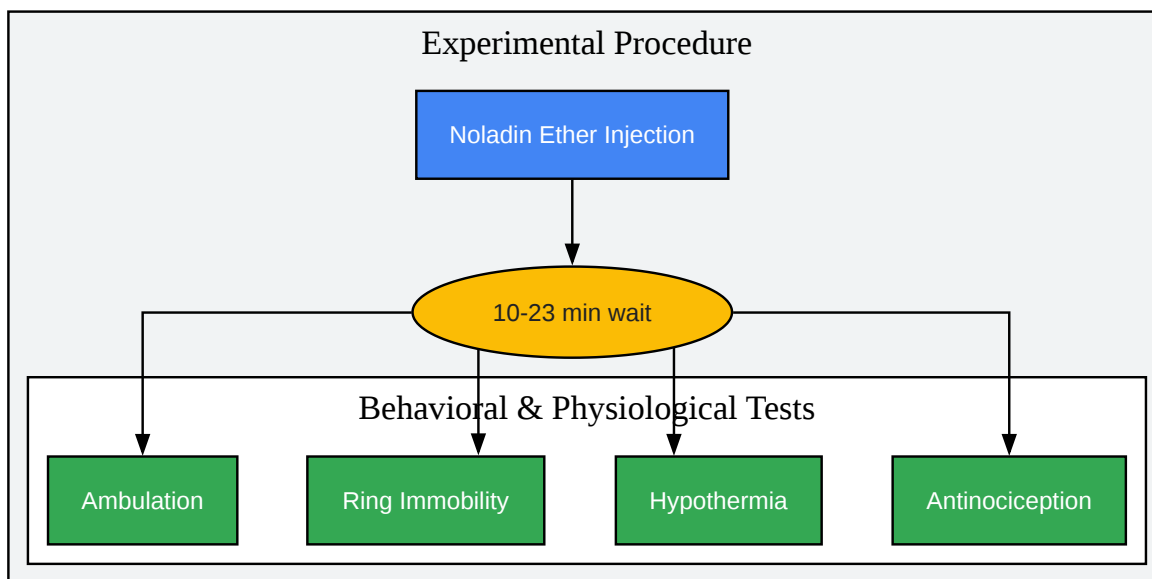 Experimental Procedure
Noladin Ether Injection
10-23 min wait
Behavioral & Physiological Tests
Ambulation
Ring Immobility
Hypothermia
Antinociception